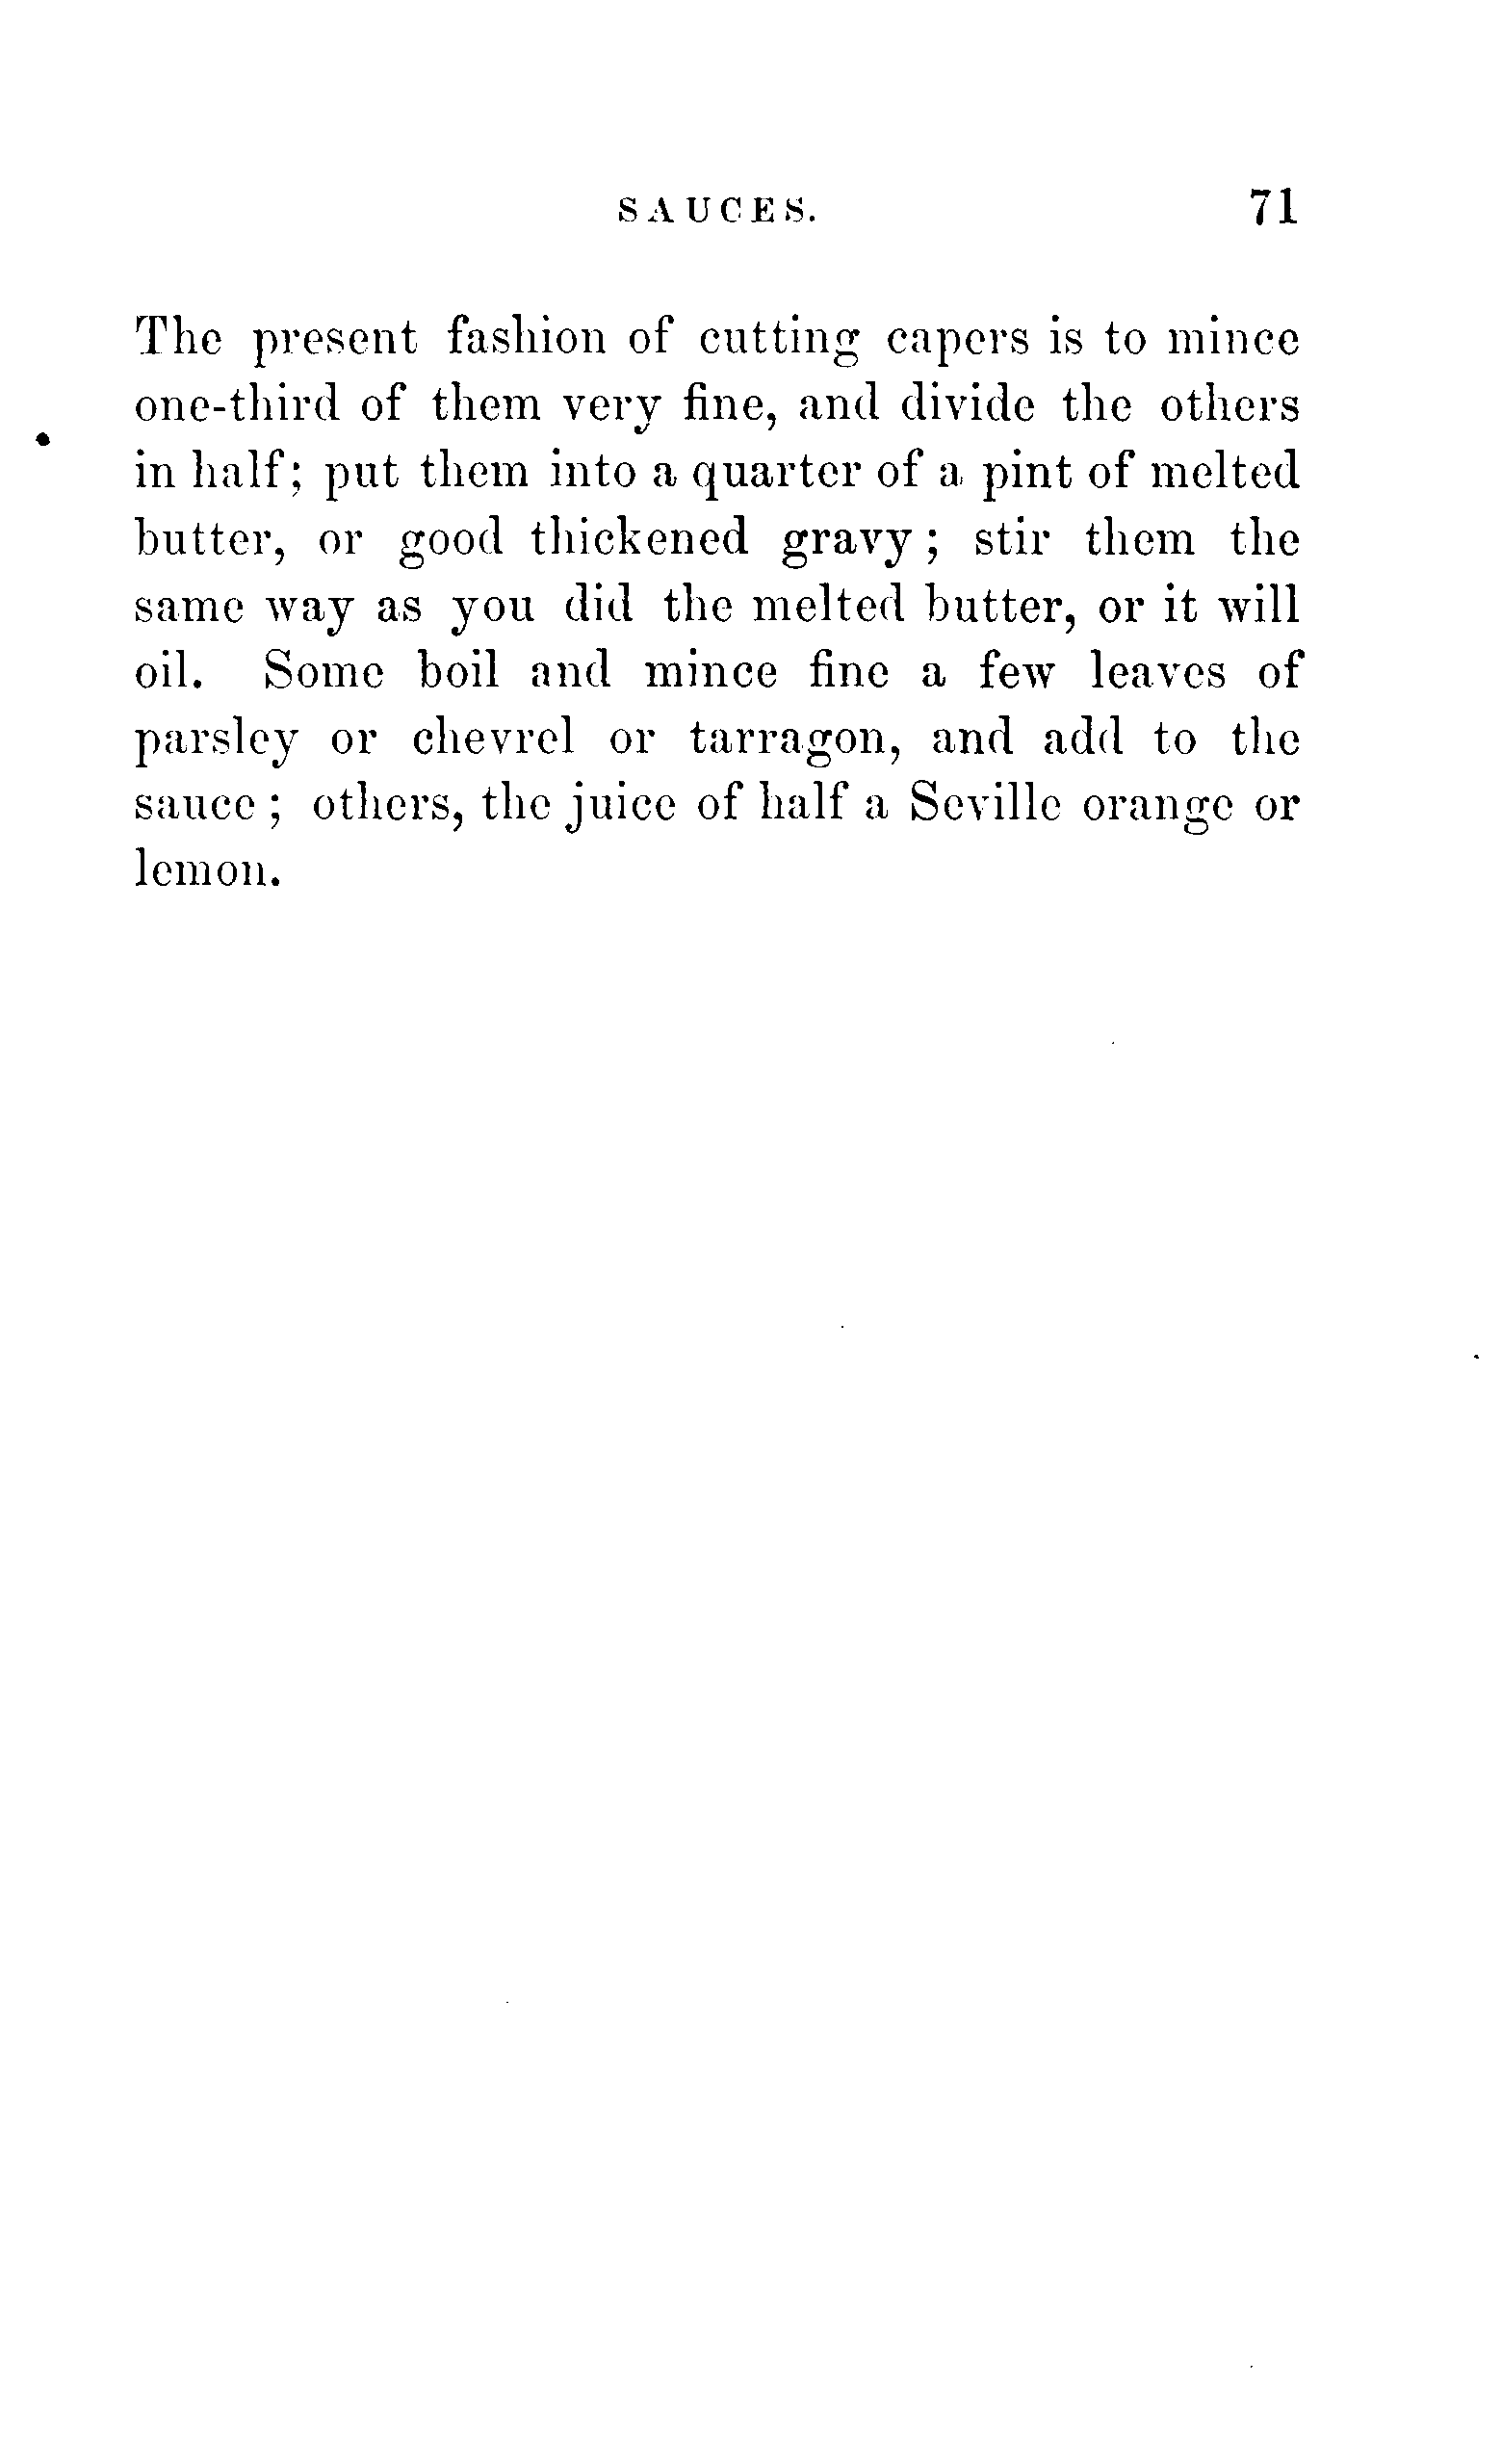 SAUCES. 71
The present fashion of cutting capers is to mince
one-third of them very fine, and divide the others
in half; put them into a quarter of a pint of melted
butter, or good thickened gravy; stir them the
same way as you did the melted butter, or it will
oil. Some boil and mince fine a few leaves of
parsley or chevrel or tarragon, and add to the
sauce; others, the juice of half a Seville orange or
lemon.